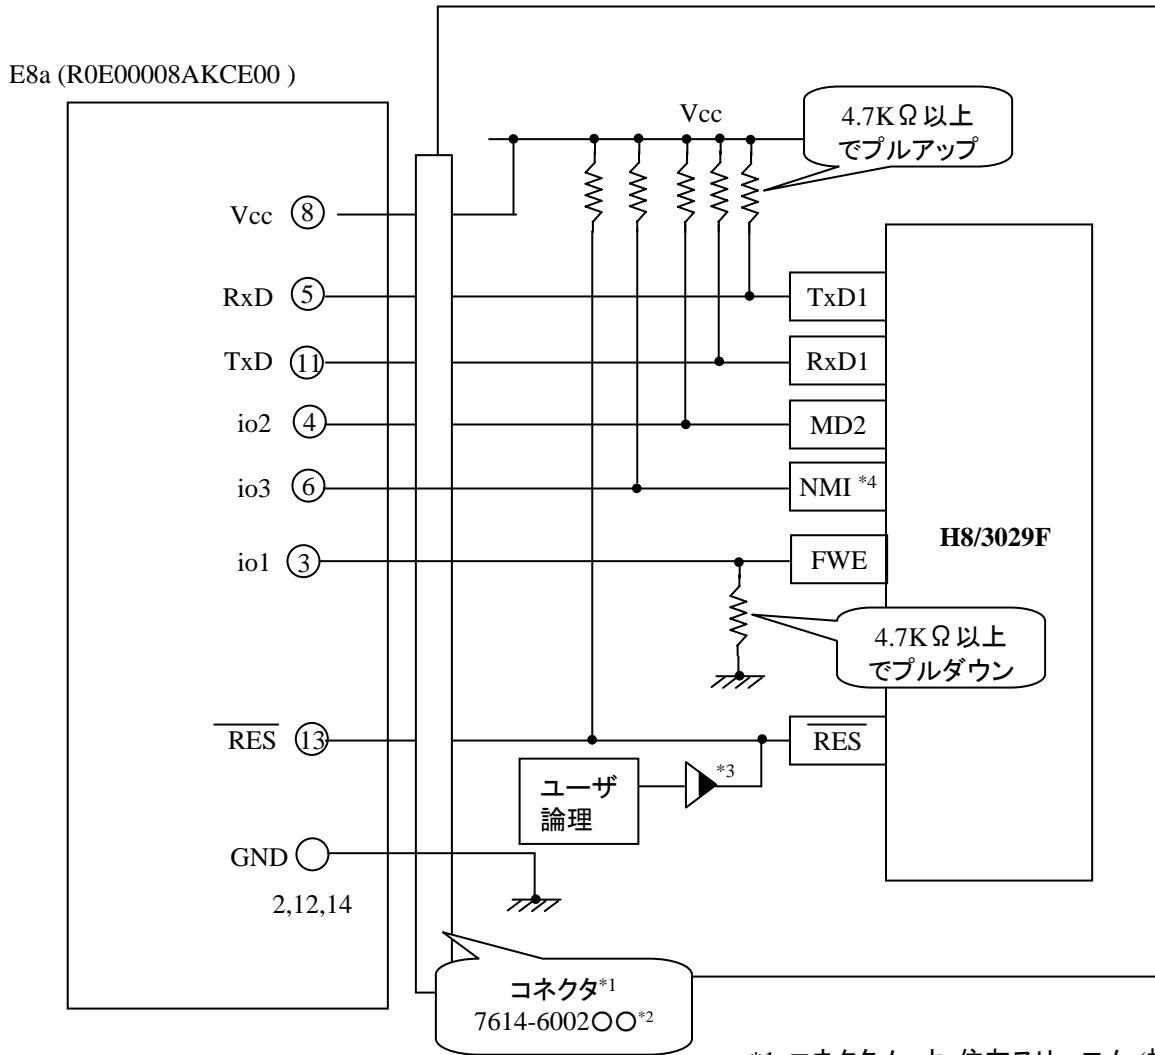 E8a (R0E00008AKCE00 )
Vcc
4.7KΩ以上
でプルアップ
Vcc 8
RxD 5
TxD1
TxD 11
RxD1
io2 4
MD2
io3 6
NMI *4
H8/3029F
io1 3
FWE
4.7KΩ以上
でプルダウン
RES 13
RES
*3
ユーザ
論理
GND
2,12,14
コネクタ*1
7614-6002〇〇*2